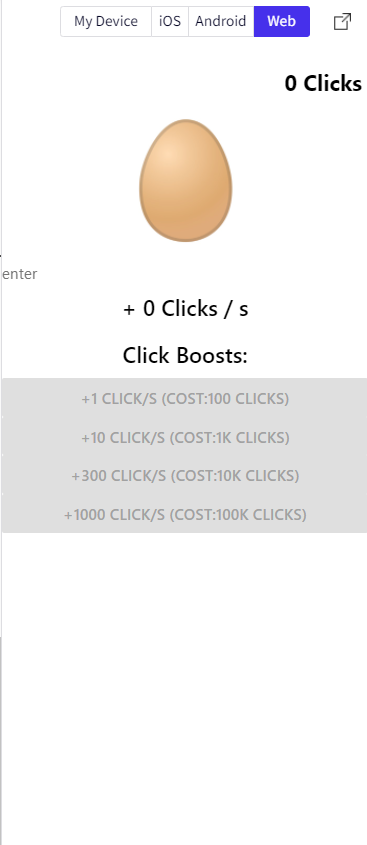 My Device iOS Android Web
0 Clicks
enter
+ 0 Clicks / s
Click Boosts:
+1 CLICK/S (COST:100 CLICKS)
+10 CLICK/S (COST:1K CLICKS)
+300 CLICK/S (COST:10K CLICKS)
+1000 CLICK/S (COST:100K CLICKS)